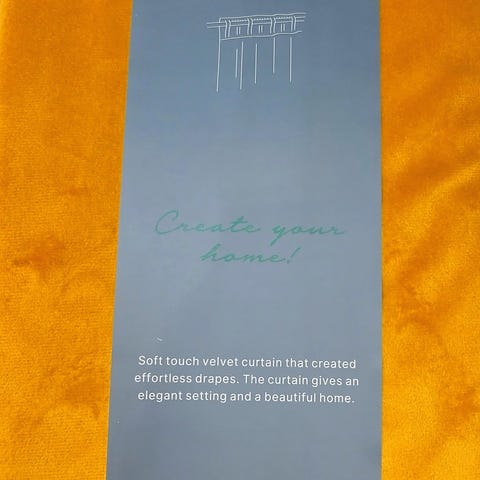 Create your
home!
Soft touch velvet curtain that created
effortless drapes. The curtain gives an
elegant setting and a beautiful home.